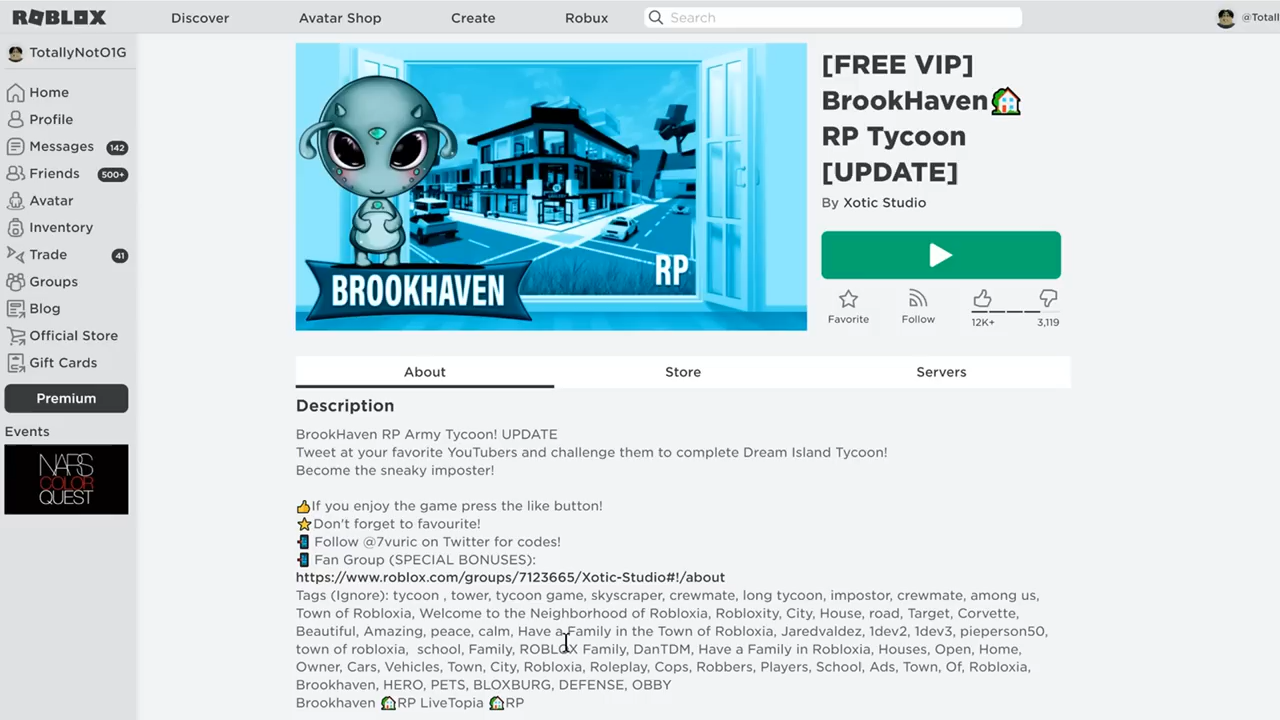 ROBLOX
Discover
Avatar Shop
Create
Robux
Search
@Totall
TotallyNotO1G
Home
Profile
Messages 142
Friends 500+
Avatar
Inventory
Trade 41
Groups
Blog
Official Store
Gift Cards
Premium
Events
NARS
COLOR
QUEST
BROOKHAVEN
RP
[FREE VIP]
BrookHaven🏡
RP Tycoon
[UPDATE]
By Xotic Studio
Favorite
Follow
12K+
3,119
About
Store
Servers
Description
BrookHaven RP Army Tycoon! UPDATE
Tweet at your favorite YouTubers and challenge them to complete Dream Island Tycoon!
Become the sneaky imposter!
👍If you enjoy the game press the like button!
⭐Don't forget to favourite!
📲 Follow @7vuric on Twitter for codes!
📲 Fan Group (SPECIAL BONUSES):
https://www.roblox.com/groups/7123665/Xotic-Studio#!/about
Tags (Ignore): tycoon , tower, tycoon game, skyscraper, crewmate, long tycoon, impostor, crewmate, among us,
Town of Robloxia, Welcome to the Neighborhood of Robloxia, Robloxity, City, House, road, Target, Corvette,
Beautiful, Amazing, peace, calm, Have a Family in the Town of Robloxia, Jaredvaldez, 1dev2, 1dev3, pieperson50,
town of robloxia,  school, Family, ROBLOX Family, DanTDM, Have a Family in Robloxia, Houses, Open, Home,
Owner, Cars, Vehicles, Town, City, Robloxia, Roleplay, Cops, Robbers, Players, School, Ads, Town, Of, Robloxia,
Brookhaven, HERO, PETS, BLOXBURG, DEFENSE, OBBY
Brookhaven 🏡RP LiveTopia 🏡RP